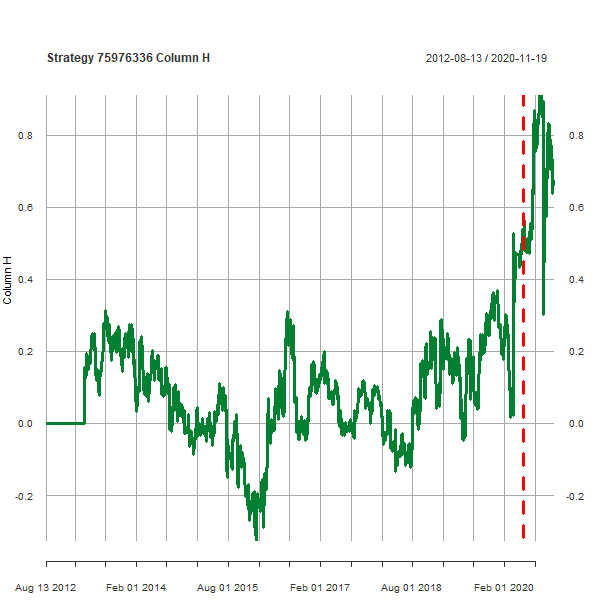 Strategy 75976336 Column H
2012-08-13 / 2020-11-19
Column H
0.8
0.6
0.4
0.2
0.0
-0.2
0.8
0.6
0.4
0.2
0.0
-0.2
Aug 13 2012
Feb 01 2014
Aug 01 2015
Feb 01 2017
Aug 01 2018
Feb 01 2020